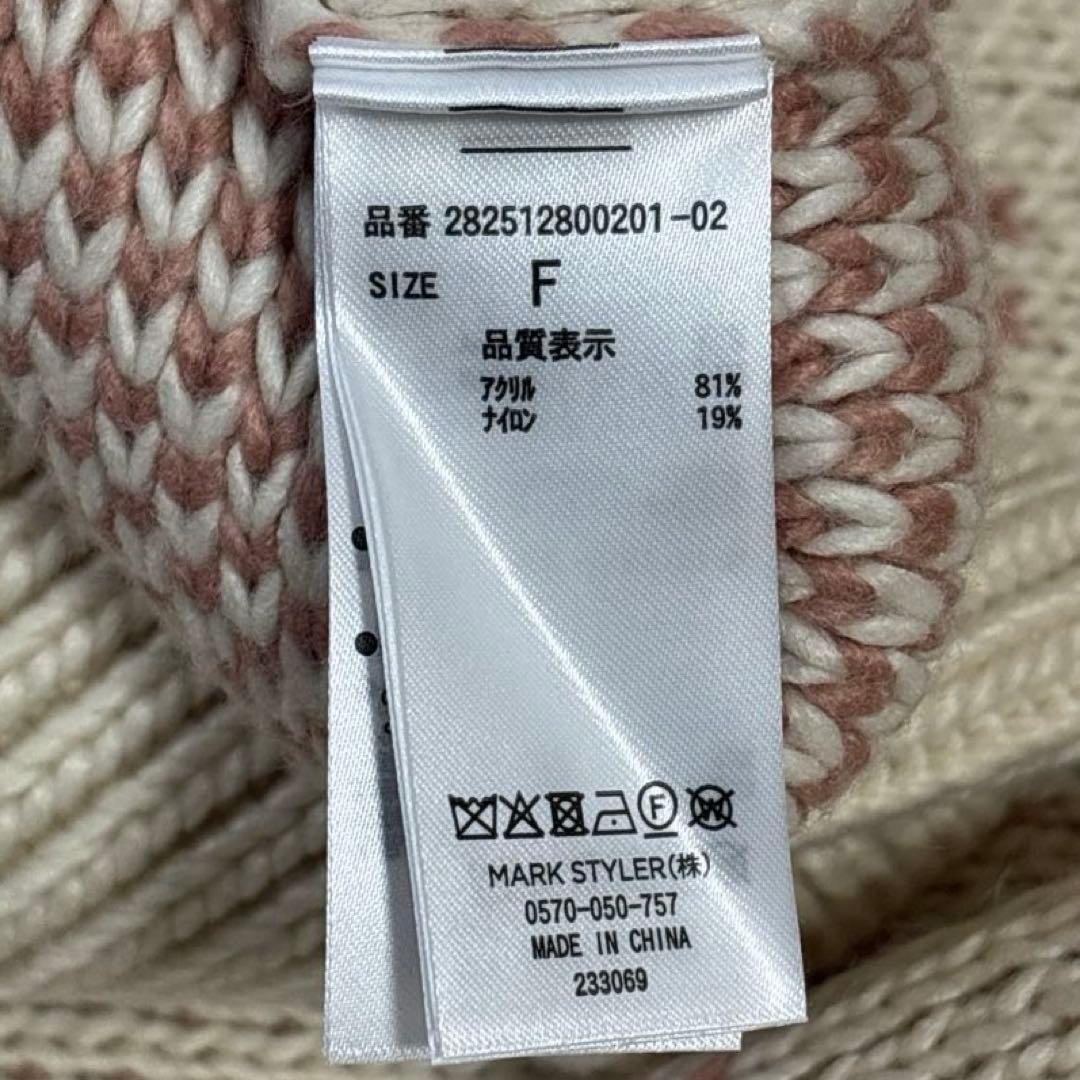 品番 282512800201-02
SIZE F
品質表示
アクリル 81%
ナイロン 19%
F W
MARK STYLER(株)
0570-050-757
MADE IN CHINA
233069